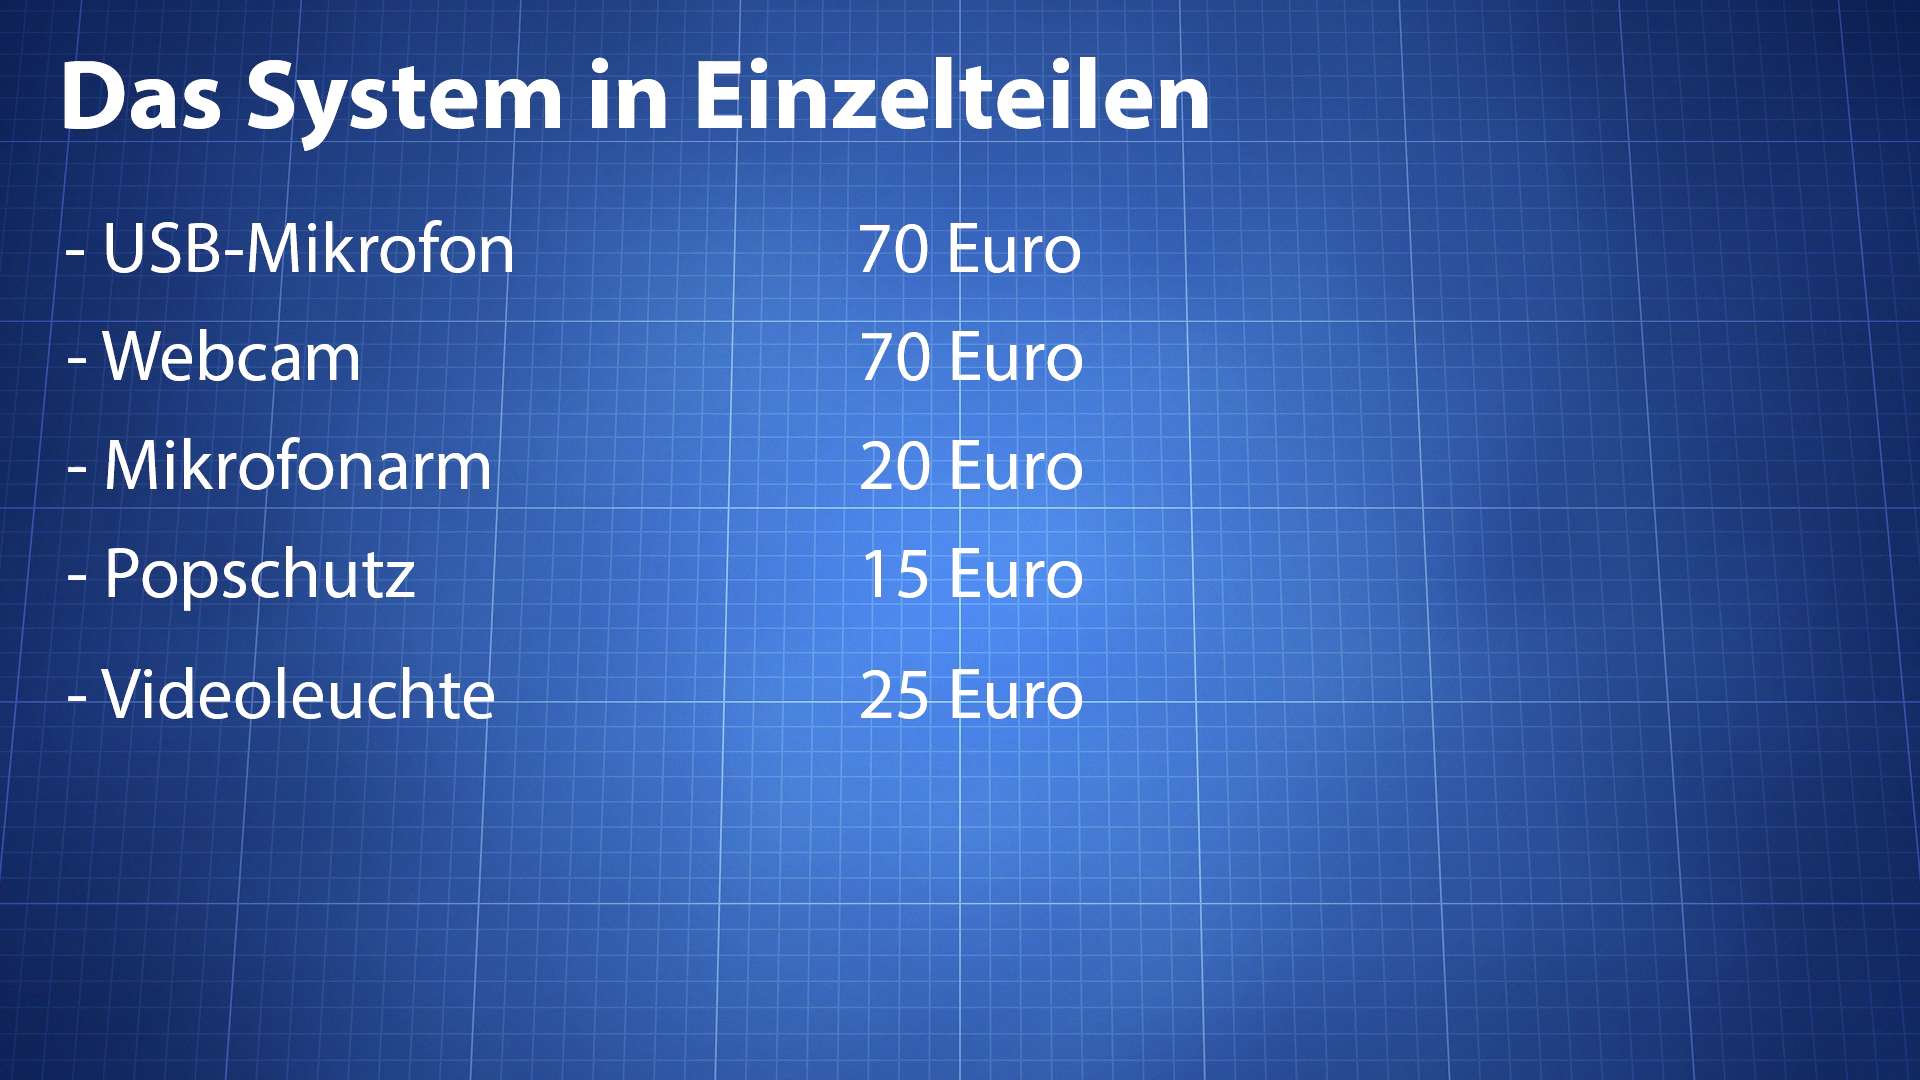 Das System in Einzelteilen
- USB-Mikrofon 70 Euro
- Webcam 70 Euro
- Mikrofonarm 20 Euro
- Popschutz 15 Euro
- Videoleuchte 25 Euro